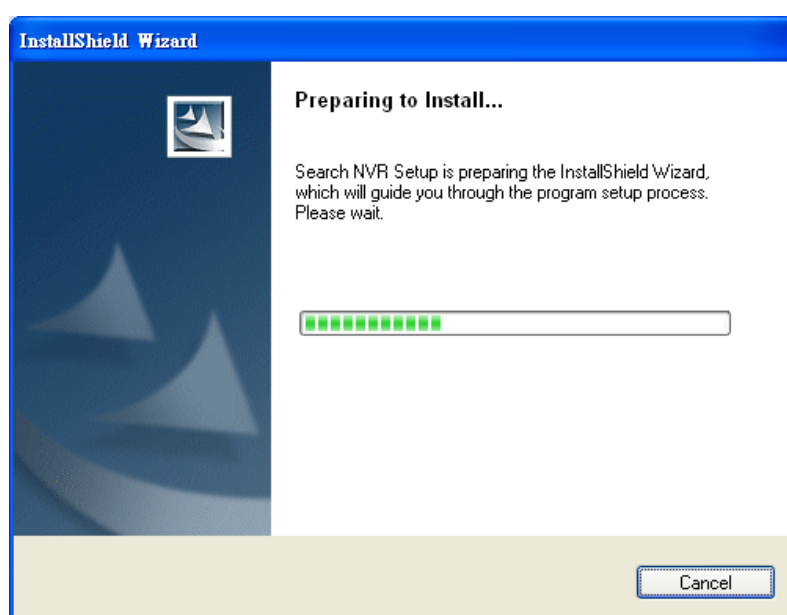 InstallShield Wizard
Preparing to Install...
Search NVR Setup is preparing the InstallShield Wizard,
which will guide you through the program setup process.
Please wait.
Cancel